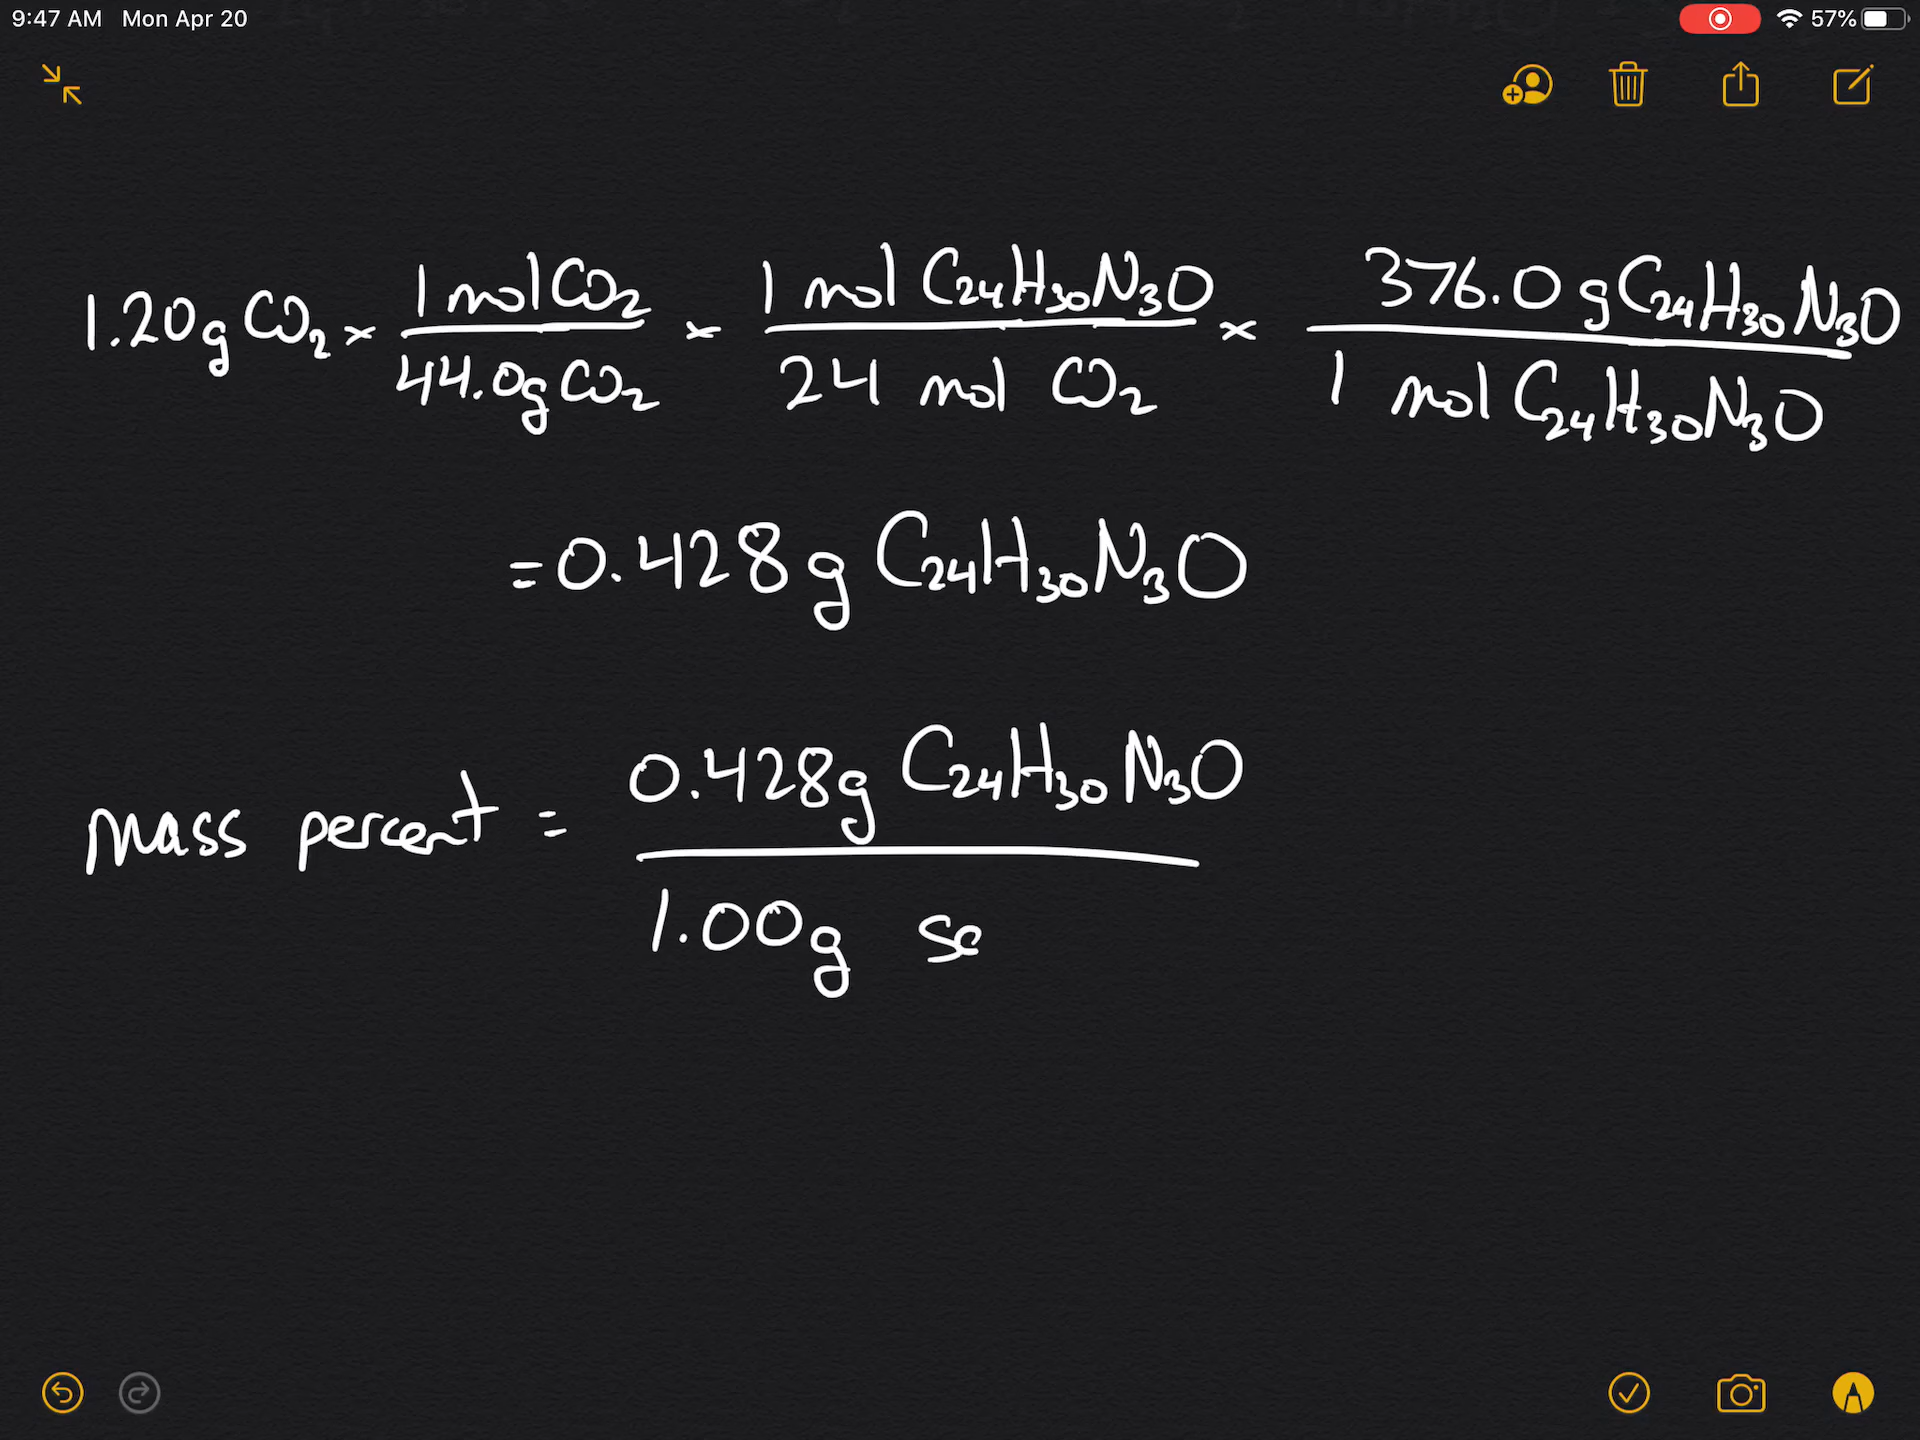 9:47 AM Mon Apr 20 57%
1.20g CO₂ × 1 mol CO₂ / 44.0g CO₂ × 1 mol C₂₄H₃₀N₃O / 24 mol CO₂ × 376.0 g C₂₄H₃₀N₃O / 1 mol C₂₄H₃₀N₃O
= 0.428 g C₂₄H₃₀N₃O
mass percent = 0.428g C₂₄H₃₀N₃O / 1.00g sa